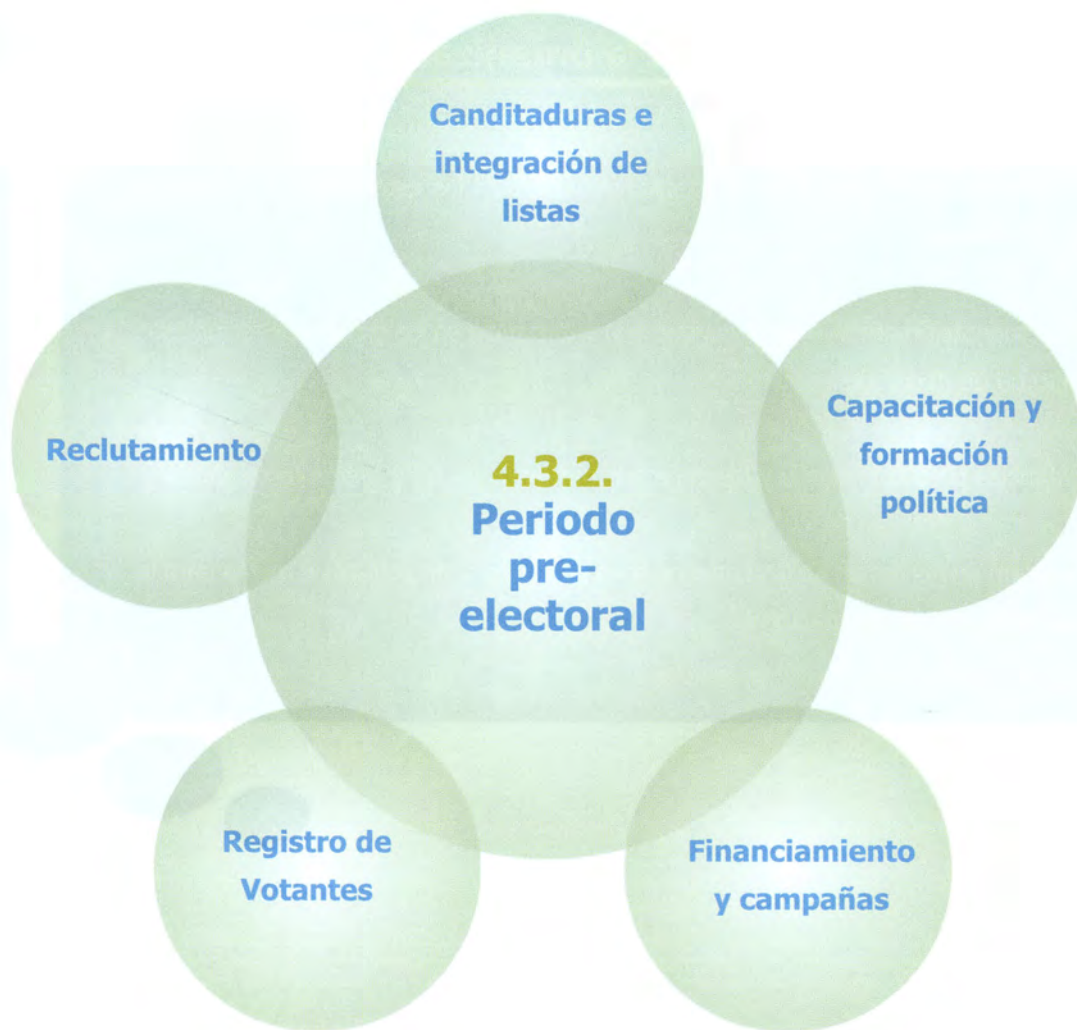 Canditaduras e
integración de
listas
Reclutamiento
Capacitación y
formación
política
4.3.2.
Periodo
pre-
electoral
Registro de
Votantes
Financiamiento
y campañas